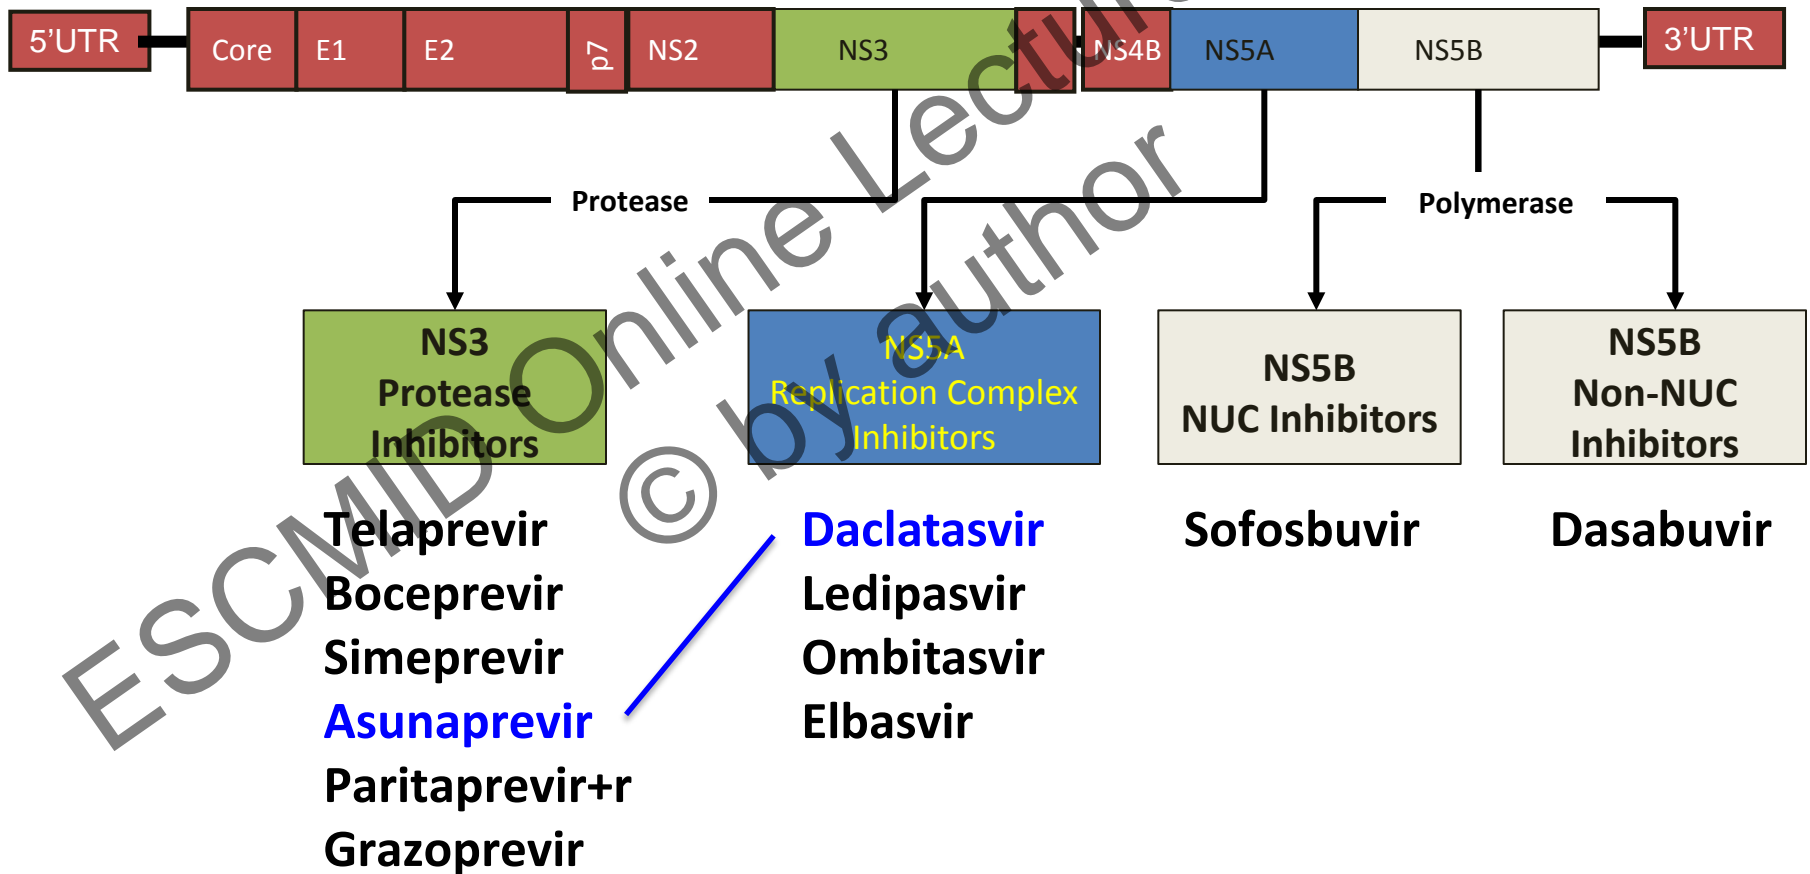 5’UTR
Core
E1
E2
p7
NS2
NS3
NS4B
NS5A
NS5B
3’UTR
Protease
Polymerase
NS3
Protease
Inhibitors
NS5A
Replication Complex
Inhibitors
NS5B
NUC Inhibitors
NS5B
Non-NUC
Inhibitors
Telaprevir
Boceprevir
Simeprevir
Asunaprevir
Paritaprevir+r
Grazoprevir
Daclatasvir
Ledipasvir
Ombitasvir
Elbasvir
Sofosbuvir
Dasabuvir
ESCMID Online Lecture
© by author